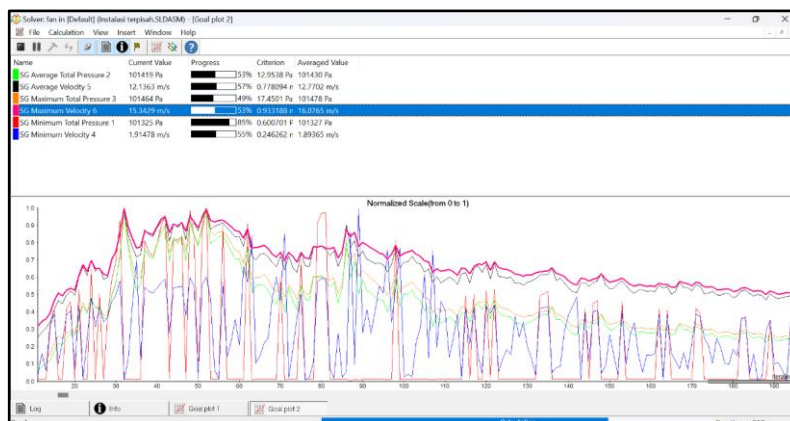 Solver: fan in [Default] (Instalasi terpisah.SLDASM) - [Goal plot 2]
File Calculation View Insert Window Help
Name Current Value Progress Criterion Averaged Value
SG Average Total Pressure 2 101419 Pa 53% 12.9538 Pa 101430 Pa
SG Average Velocity 5 12.1363 m/s 57% 0.778094 n 12.7702 m/s
SG Maximum Total Pressure 3 101464 Pa 49% 17.4501 Pa 101478 Pa
SG Maximum Velocity 6 15.3429 m/s 53% 0.933188 n 16.0765 m/s
SG Minimum Total Pressure 1 101325 Pa 85% 0.600701 P 101327 Pa
SG Minimum Velocity 4 1.91478 m/s 55% 0.246262 n 1.89365 m/s
Normalized Scale(from 0 to 1)
1.0
0.9
0.8
0.7
0.6
0.5
0.4
0.3
0.2
0.1
0.0
20 30 40 50 60 70 80 90 100 110 120 130 140 150 160 170 180 190
Log Info Goal plot 1 Goal plot 2